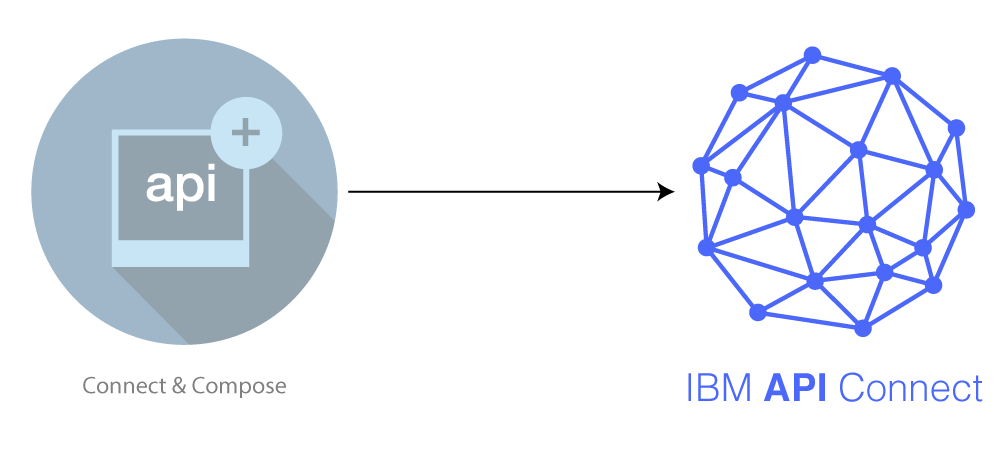 api
+
Connect & Compose
IBM API Connect